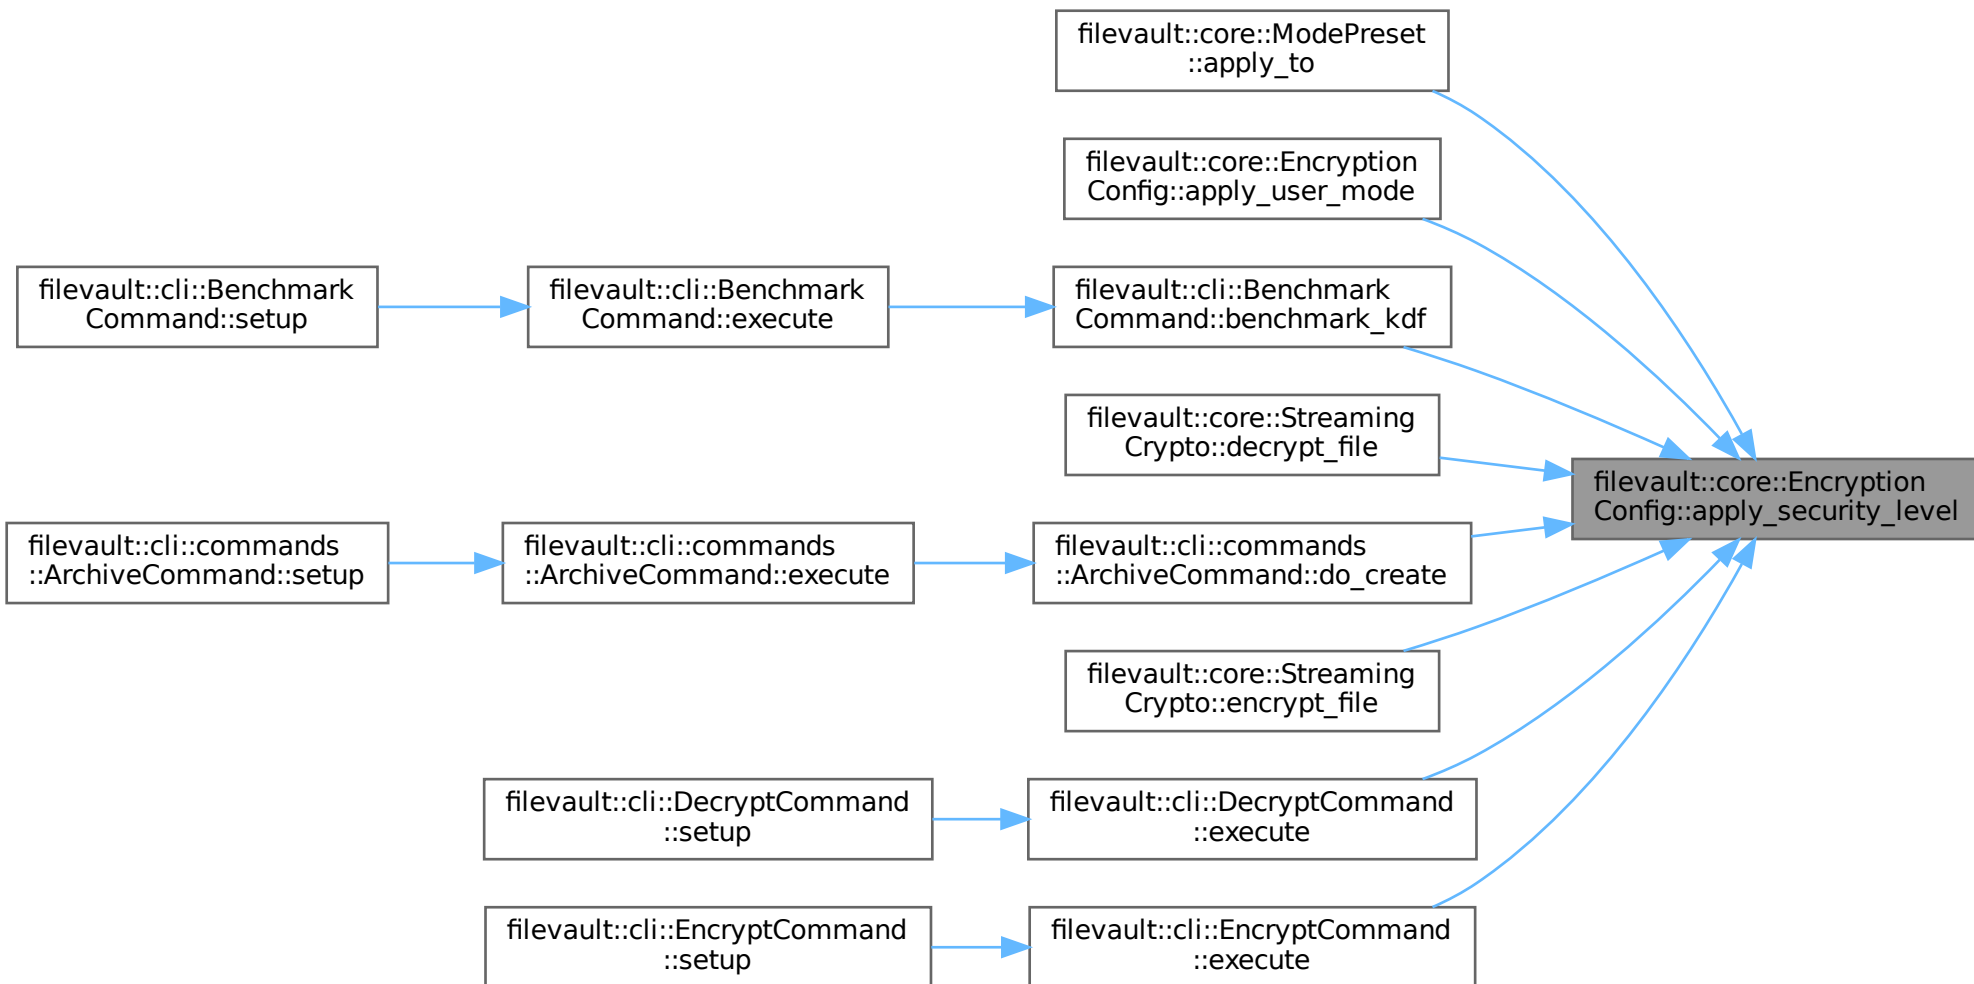 filevault::core::ModePreset
::apply_to
filevault::core::Encryption
Config::apply_user_mode
filevault::cli::Benchmark
Command::setup
filevault::cli::Benchmark
Command::execute
filevault::cli::Benchmark
Command::benchmark_kdf
filevault::core::Streaming
Crypto::decrypt_file
filevault::core::Encryption
Config::apply_security_level
filevault::cli::commands
::ArchiveCommand::setup
filevault::cli::commands
::ArchiveCommand::execute
filevault::cli::commands
::ArchiveCommand::do_create
filevault::core::Streaming
Crypto::encrypt_file
filevault::cli::DecryptCommand
::setup
filevault::cli::DecryptCommand
::execute
filevault::cli::EncryptCommand
::setup
filevault::cli::EncryptCommand
::execute